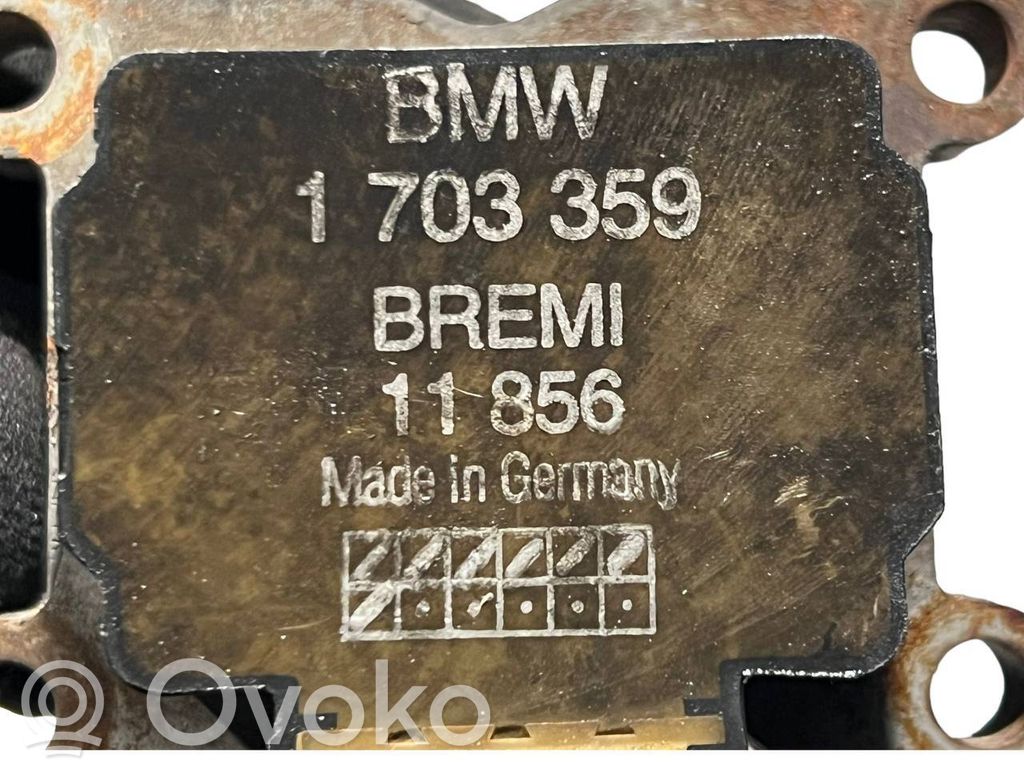 BMW
1 703 359
BREMI
11 856
Made in Germany
Ovoko